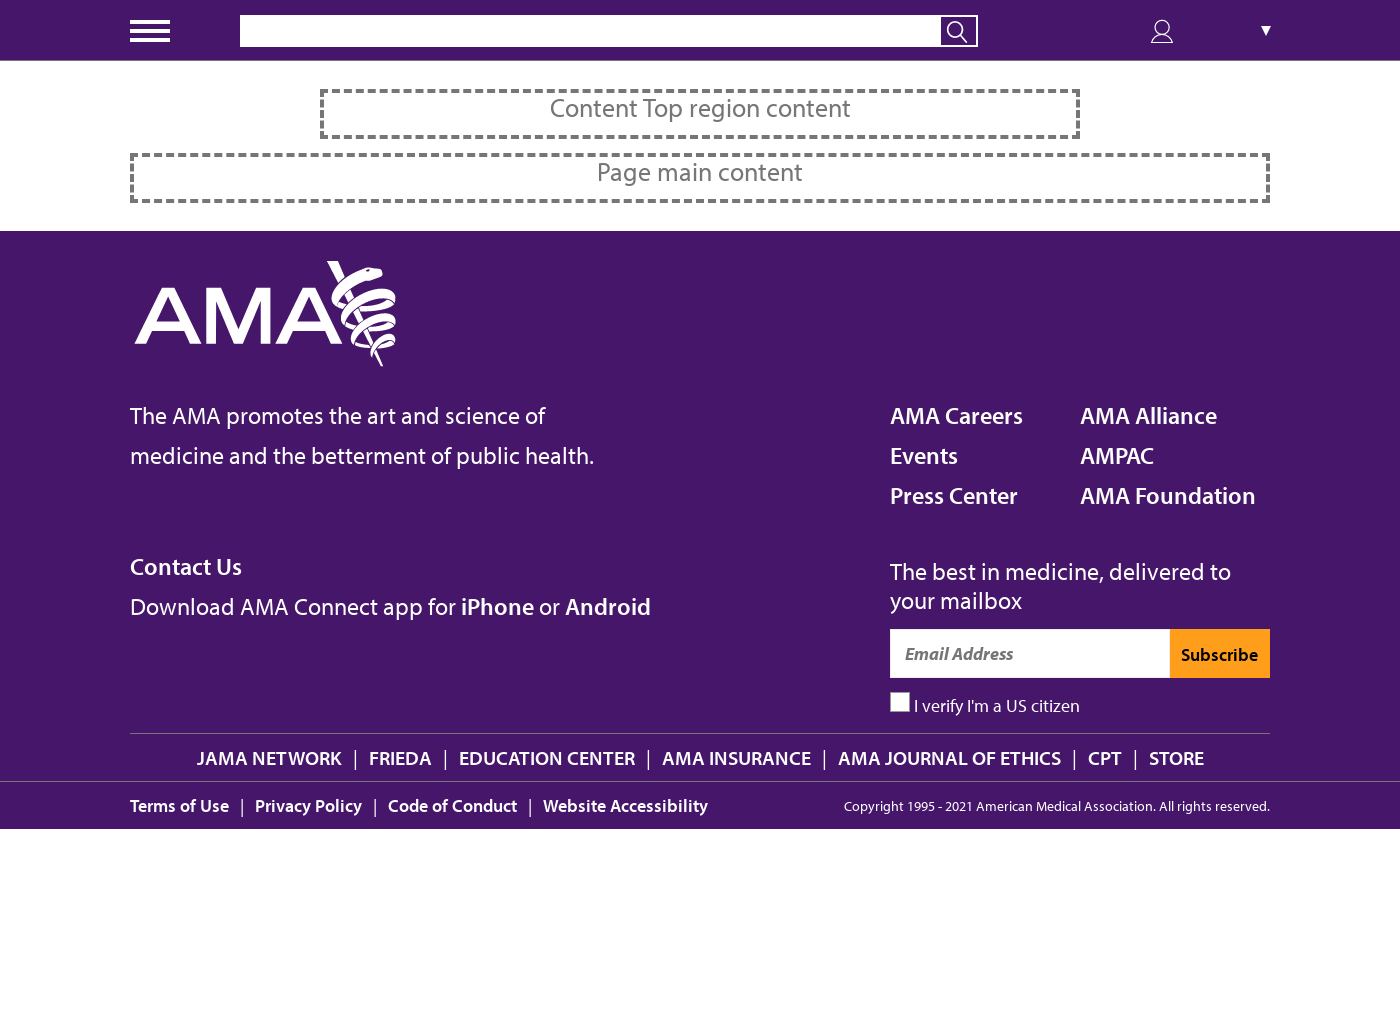 ▼
Content Top region content
Page main content
AMA
The AMA promotes the art and science of
medicine and the betterment of public health.
AMA Careers
Events
Press Center
AMA Alliance
AMPAC
AMA Foundation
Contact Us
Download AMA Connect app for iPhone or Android
The best in medicine, delivered to
your mailbox
Email Address
Subscribe
I verify I'm a US citizen
JAMA NETWORK | FRIEDA | EDUCATION CENTER | AMA INSURANCE | AMA JOURNAL OF ETHICS | CPT | STORE
Terms of Use | Privacy Policy | Code of Conduct | Website Accessibility
Copyright 1995 - 2021 American Medical Association. All rights reserved.